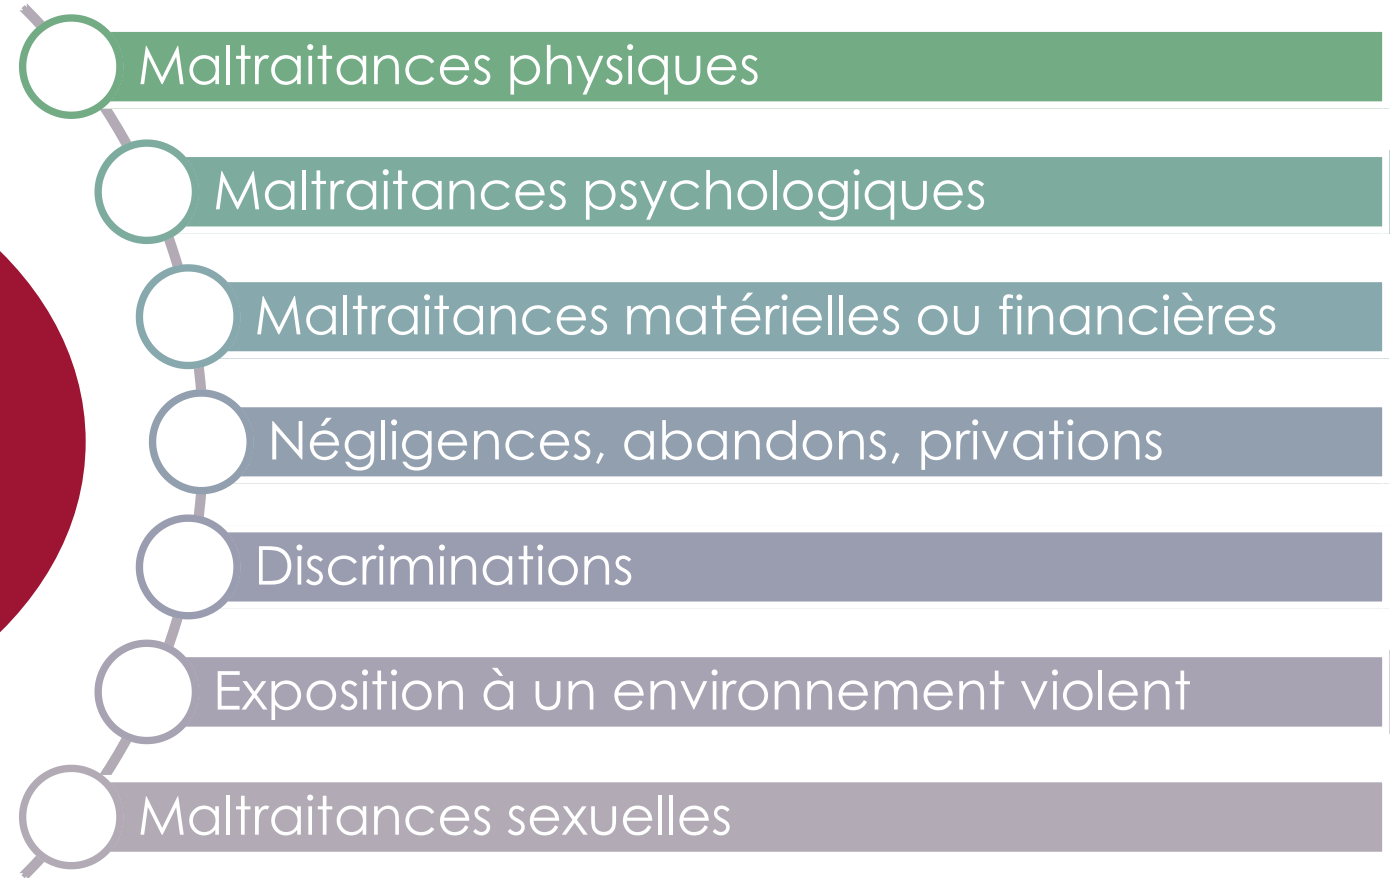 Maltraitances physiques
Maltraitances psychologiques
Maltraitances matérielles ou financières
Négligences, abandons, privations
Discriminations
Exposition à un environnement violent
Maltraitances sexuelles